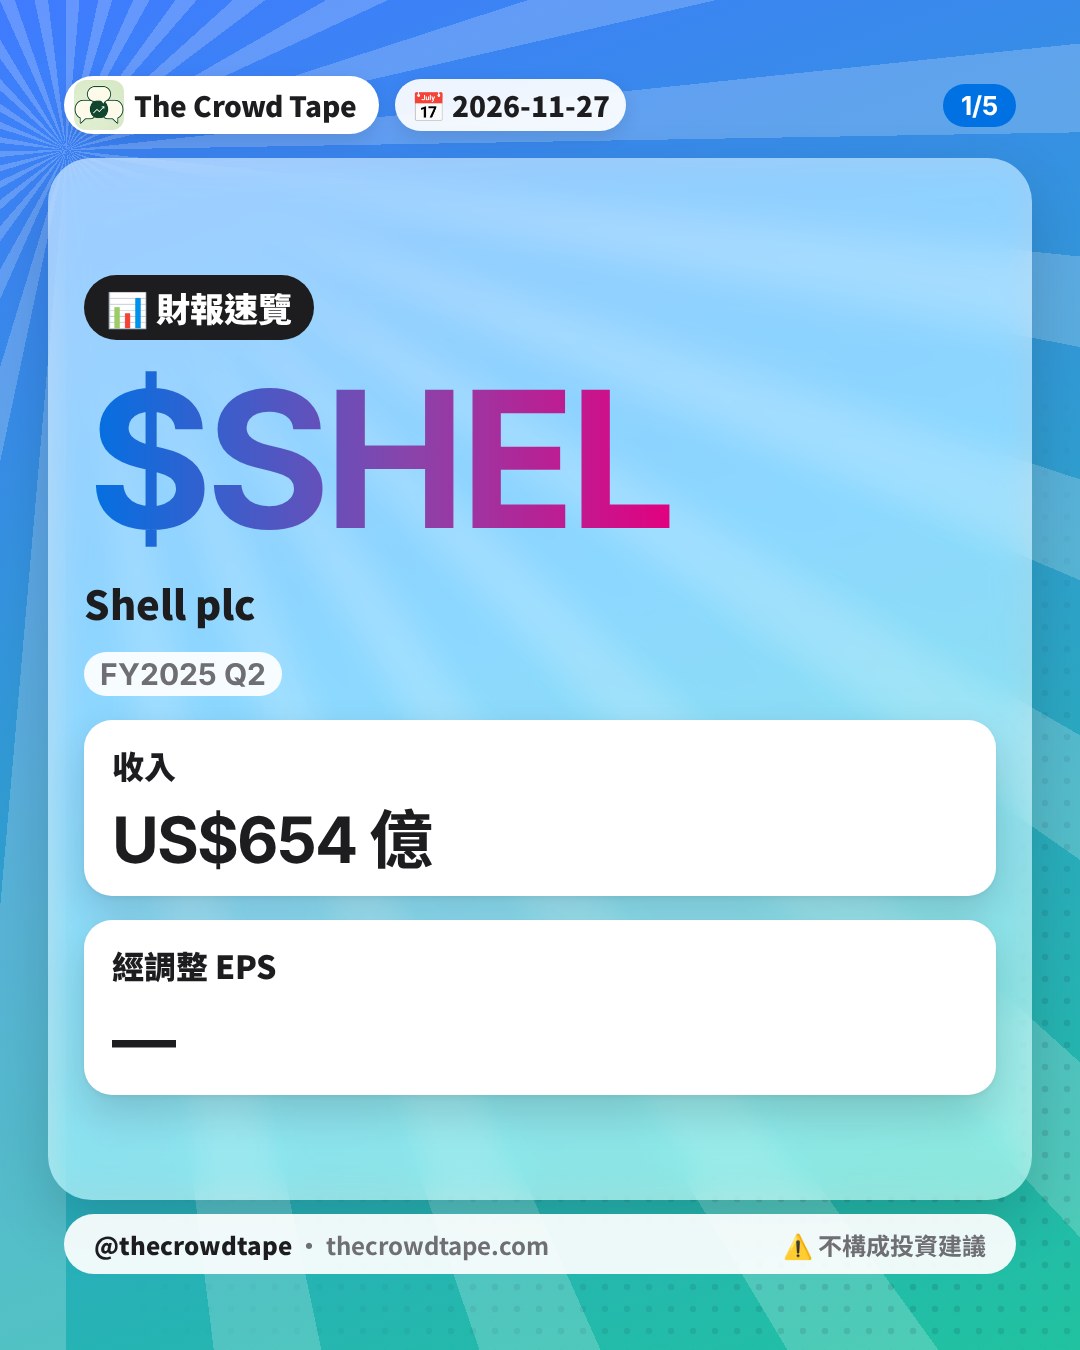 The Crowd Tape
2026-11-27
1/5
財報速覽
$SHEL
Shell plc
FY2025 Q2
收入
US$654 億
經調整 EPS
—
@thecrowdtape · thecrowdtape.com
不構成投資建議